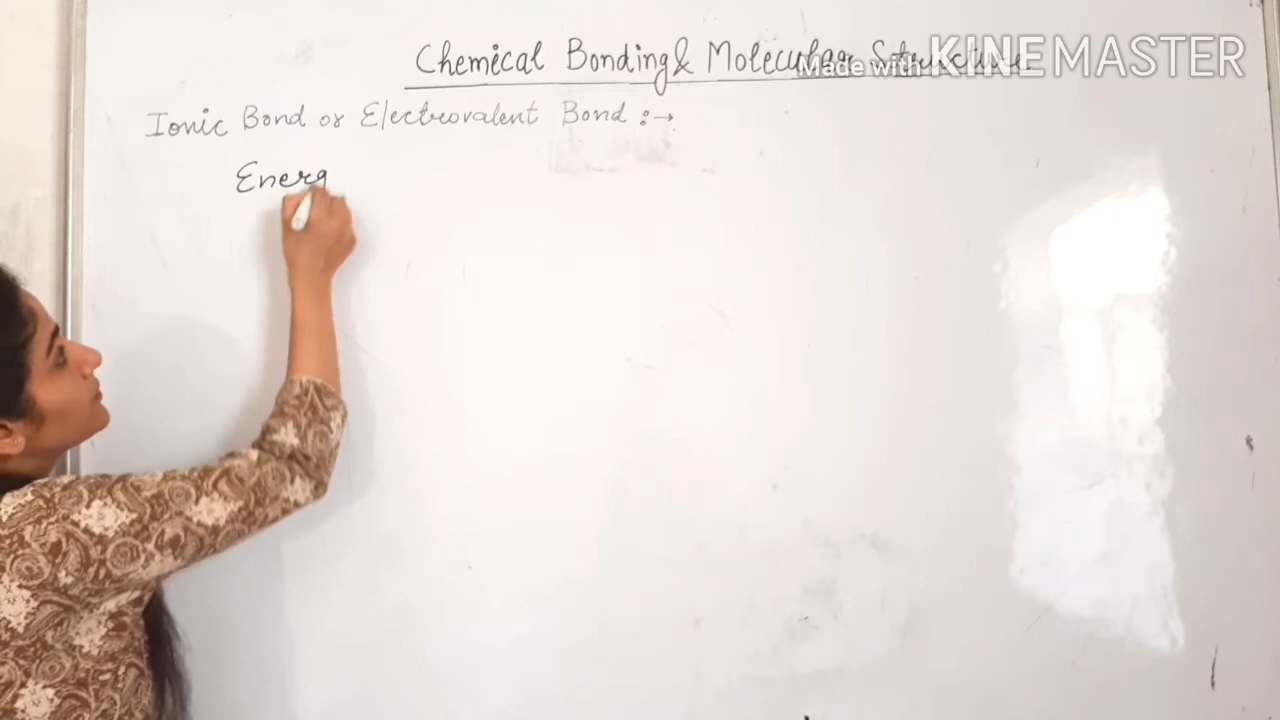 Chemical Bonding & Molecular Structure
Made with KINEMASTER
Ionic Bond or Electrovalent Bond :→
Energ